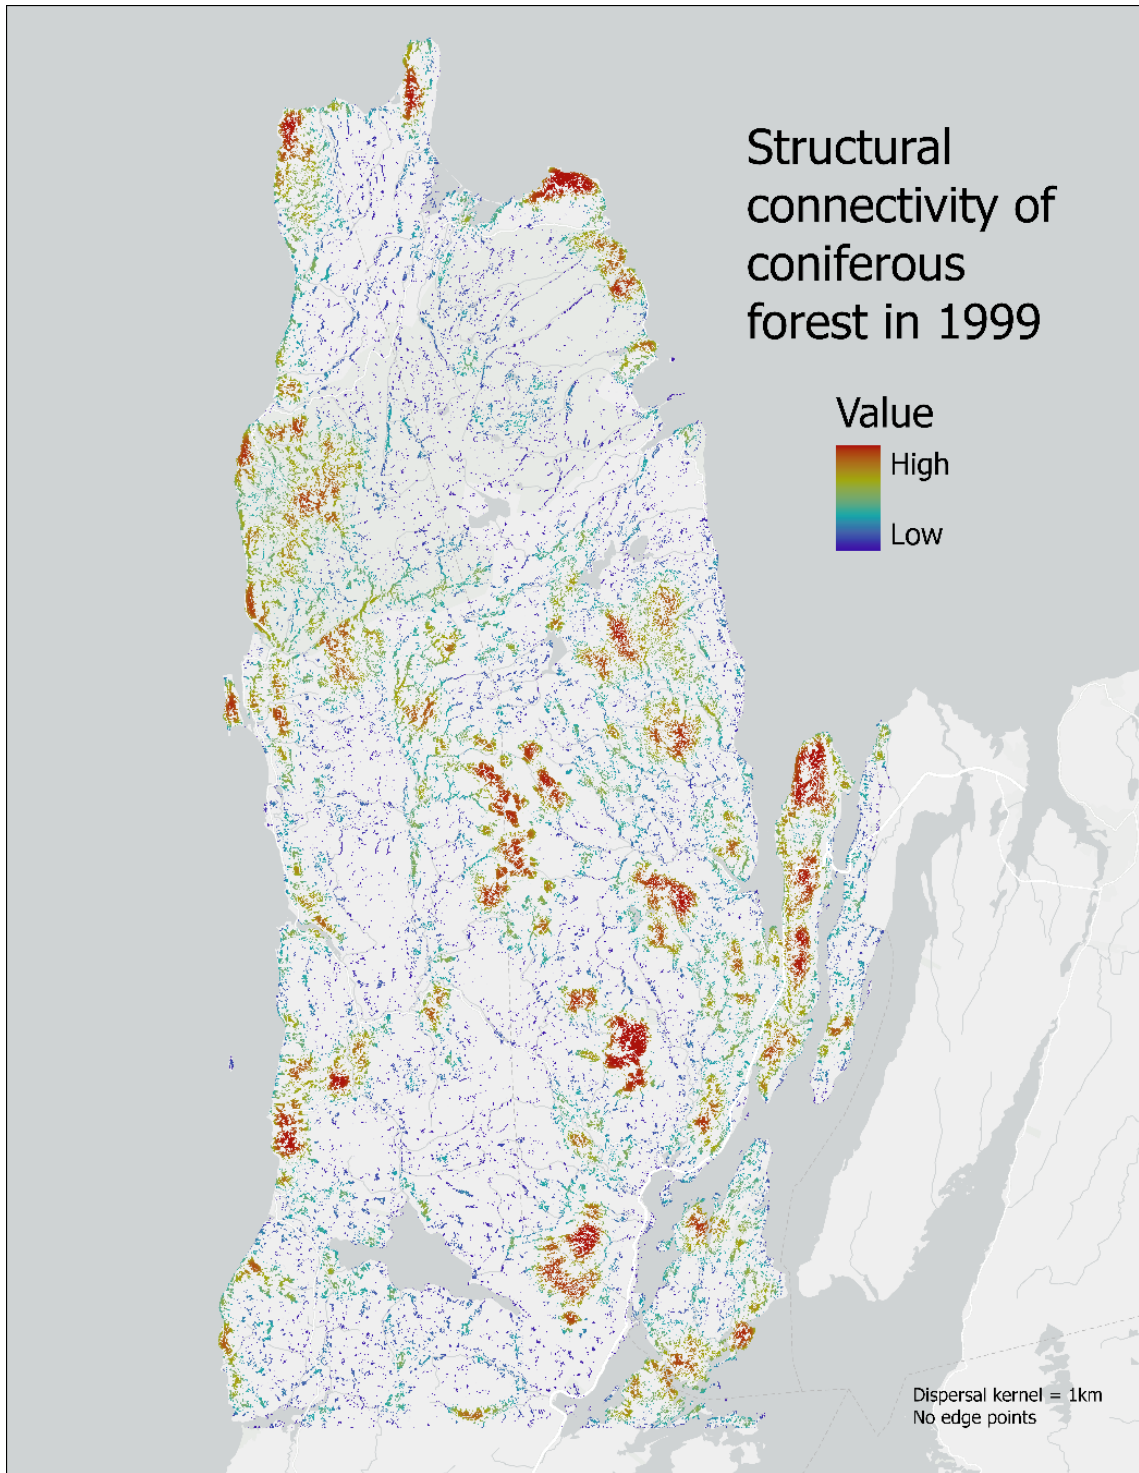 Structural
connectivity of
coniferous
forest in 1999
Value
High
Low
Dispersal kernel = 1km
No edge points